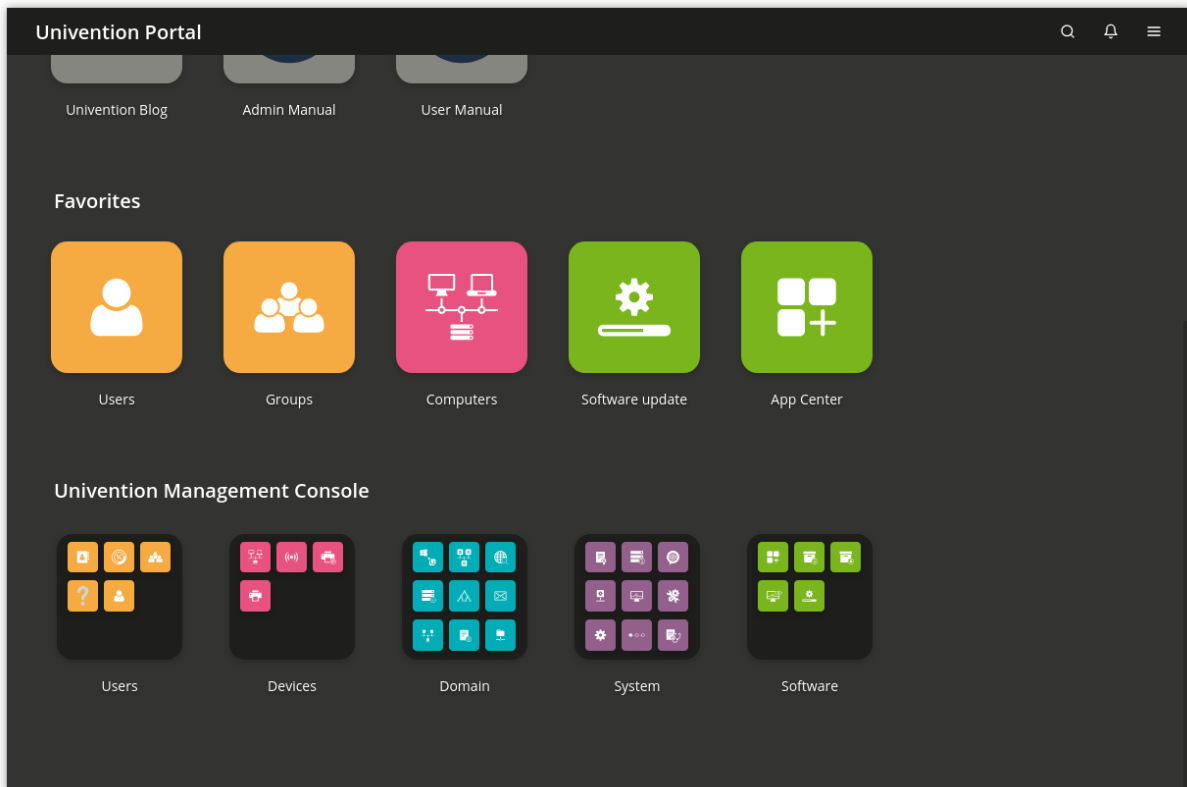 Univention Portal
Univention Blog
Admin Manual
User Manual
Favorites
Users
Groups
Computers
Software update
App Center
Univention Management Console
?
Users
Devices
Domain
System
Software